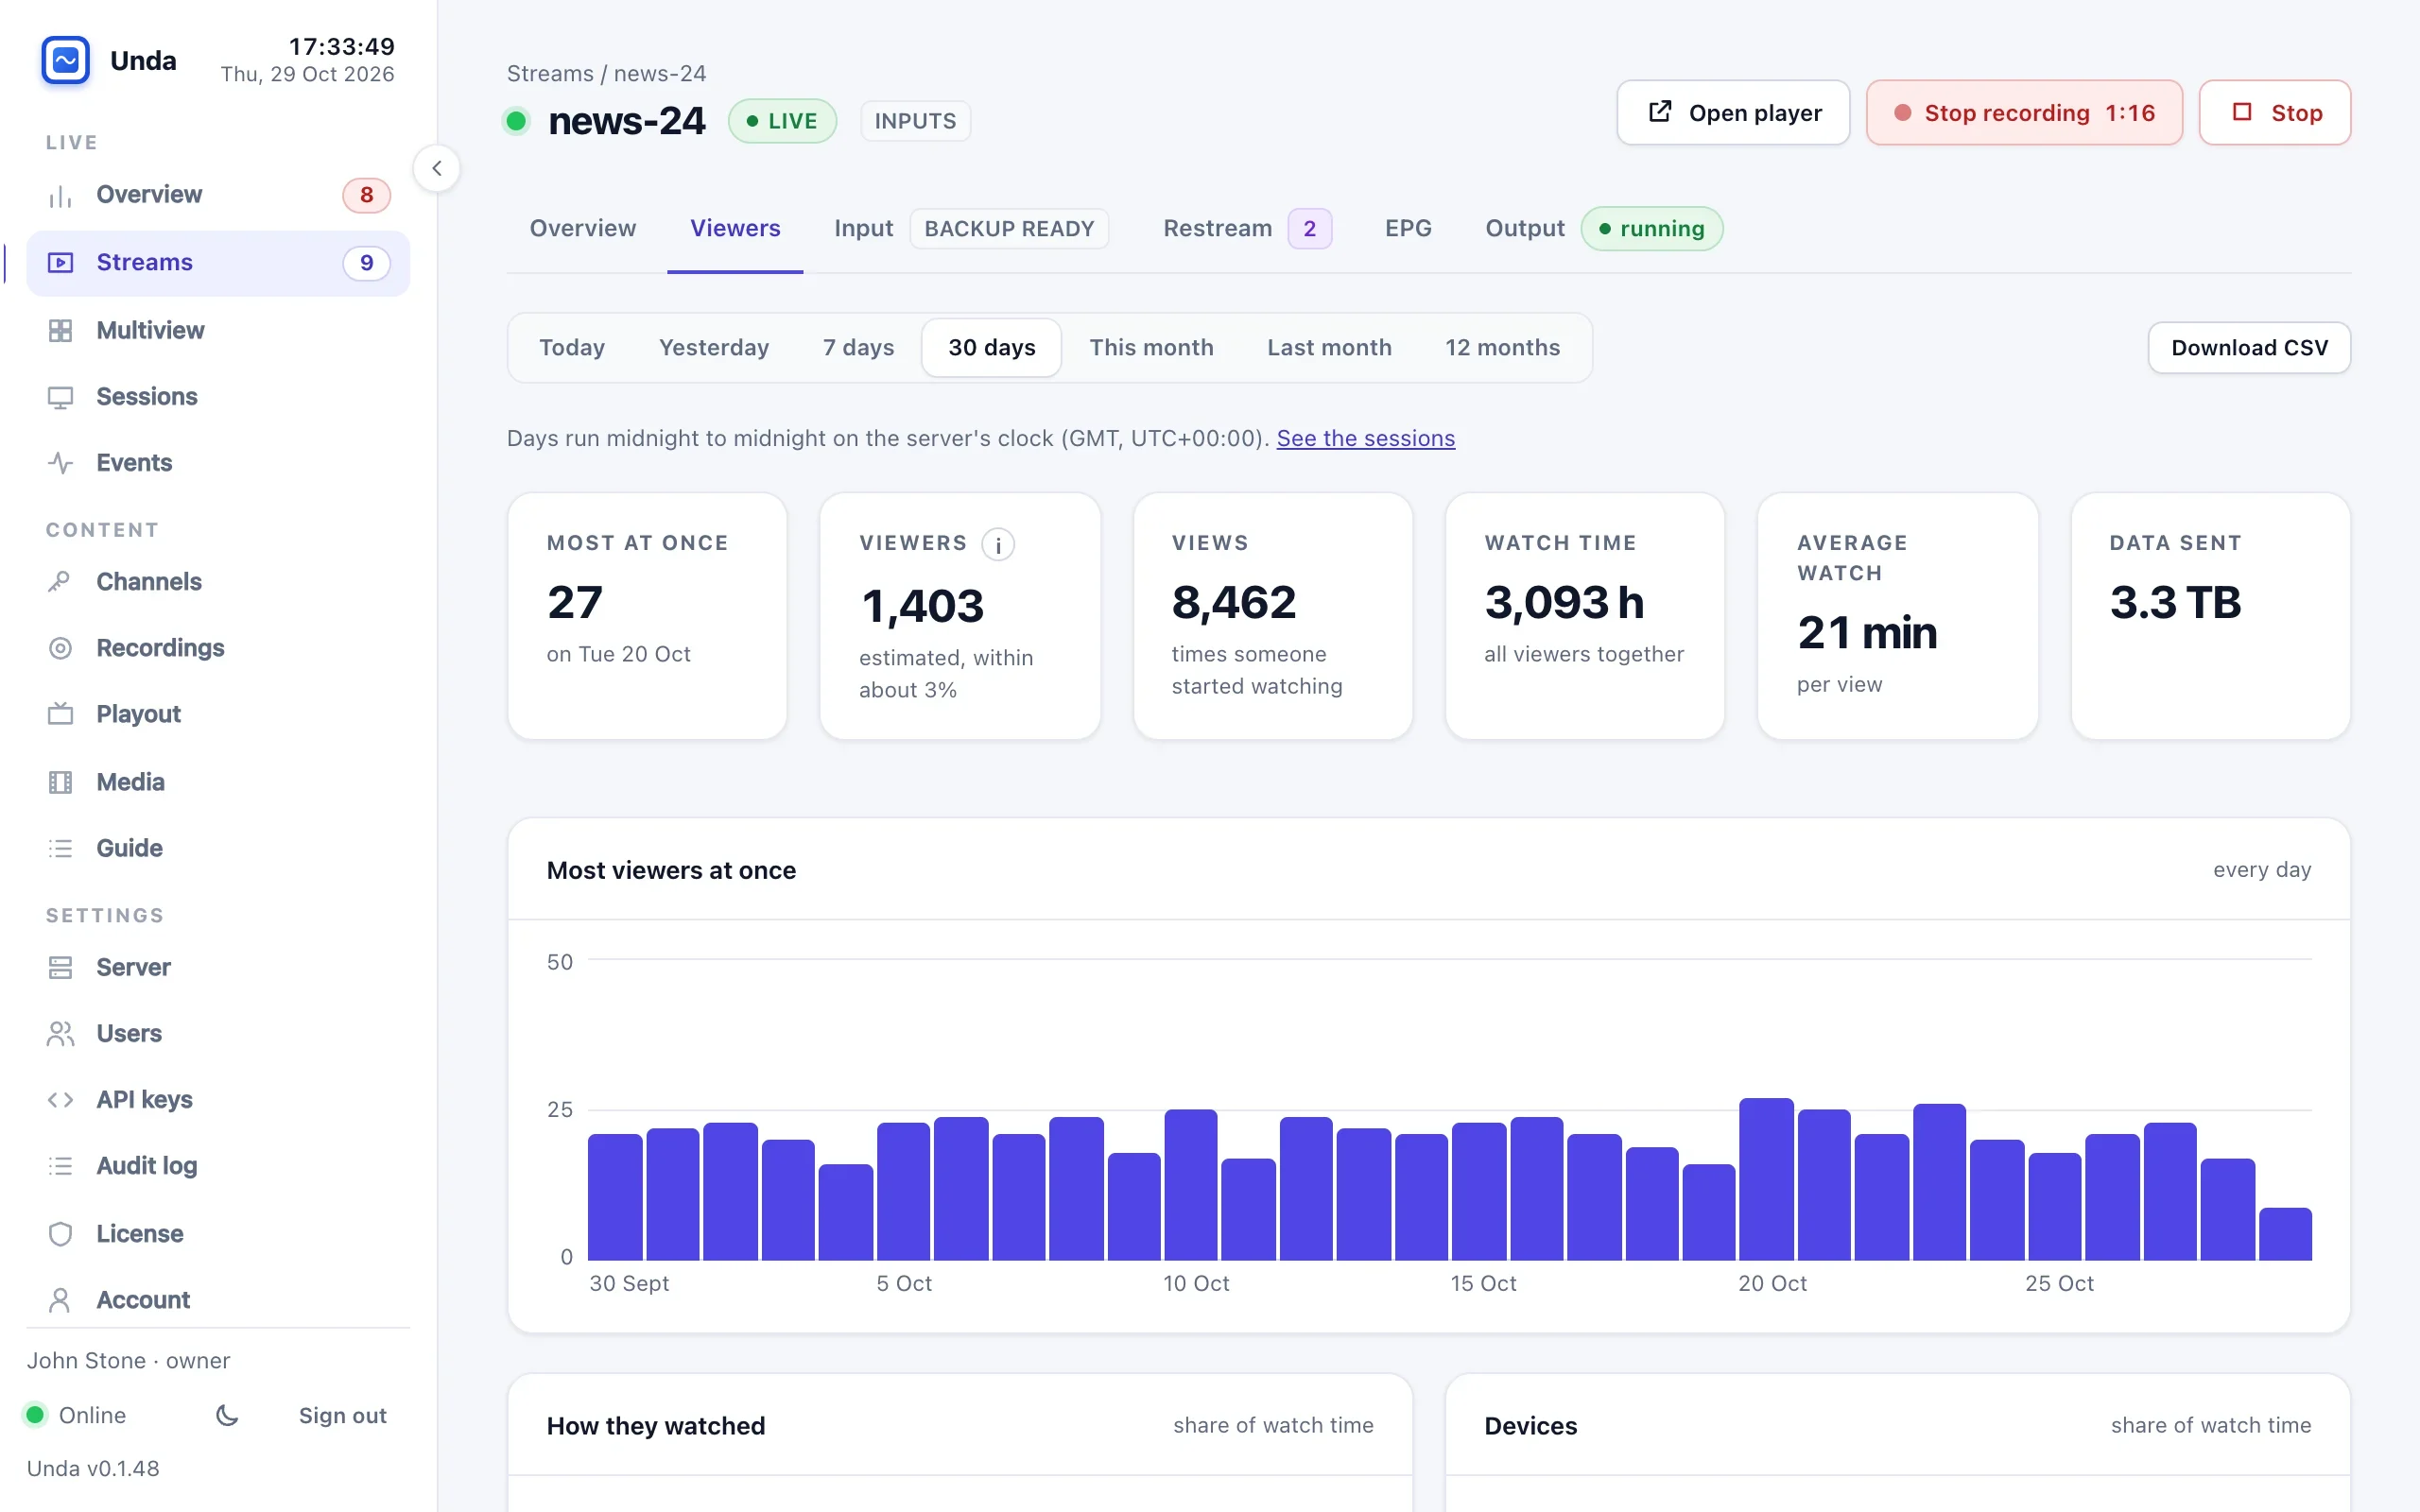 Unda
17:33:49
Thu, 29 Oct 2026
LIVE
Overview 8
Streams 9
Multiview
Sessions
Events
CONTENT
Channels
Recordings
Playout
Media
Guide
SETTINGS
Server
Users
API keys
Audit log
License
Account
John Stone · owner
Online Sign out
Unda v0.1.48
Streams / news-24
news-24 LIVE INPUTS
Open player Stop recording 1:16 Stop
Overview Viewers Input BACKUP READY Restream 2 EPG Output running
Today Yesterday 7 days 30 days This month Last month 12 months
Download CSV
Days run midnight to midnight on the server's clock (GMT, UTC+00:00). See the sessions
MOST AT ONCE
27
on Tue 20 Oct
VIEWERS i
1,403
estimated, within
about 3%
VIEWS
8,462
times someone
started watching
WATCH TIME
3,093 h
all viewers together
AVERAGE
WATCH
21 min
per view
DATA SENT
3.3 TB
Most viewers at once every day
50
25
0
30 Sept 5 Oct 10 Oct 15 Oct 20 Oct 25 Oct
How they watched share of watch time
Devices share of watch time